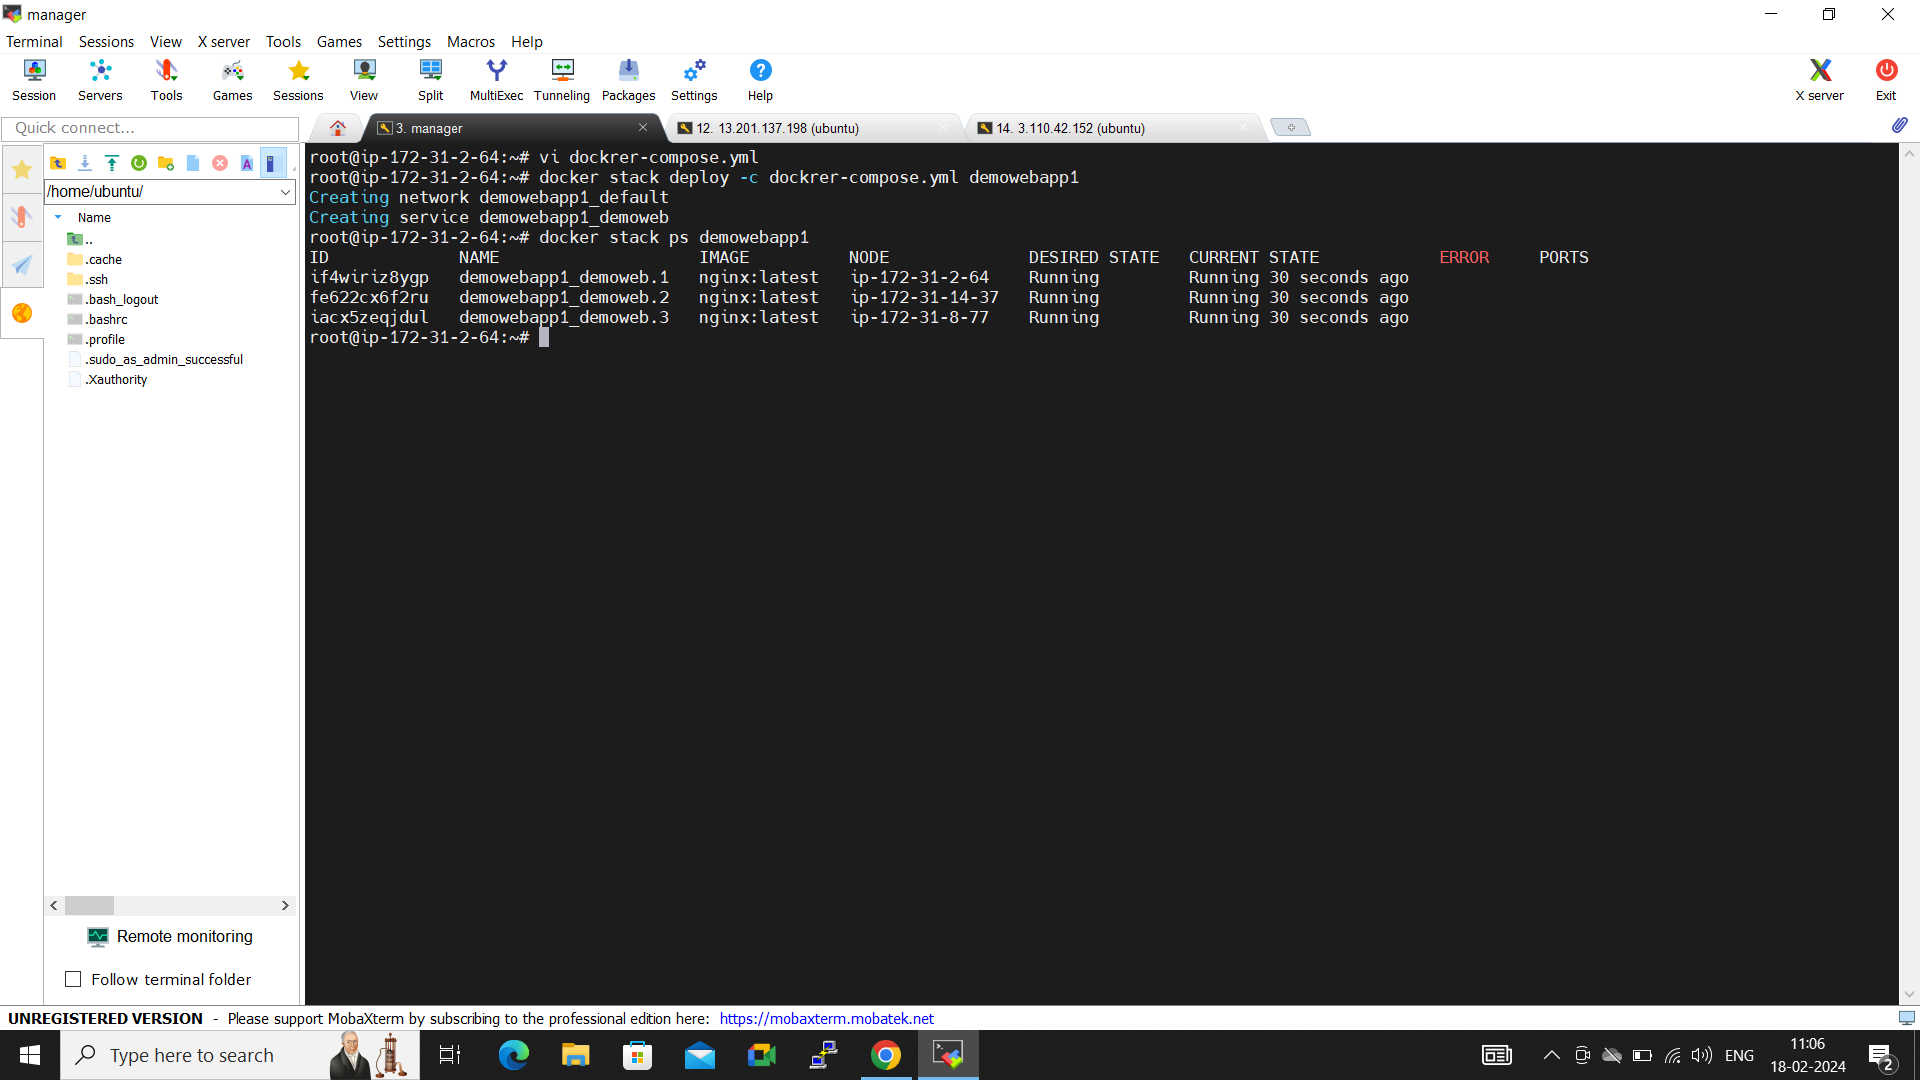 manager
Terminal Sessions View X server Tools Games Settings Macros Help
Session Servers Tools Games Sessions View Split MultiExec Tunneling Packages Settings Help X server Exit
Quick connect...
3. manager
12. 13.201.137.198 (ubuntu)
14. 3.110.42.152 (ubuntu)
/home/ubuntu/
Name
..
.cache
.ssh
.bash_logout
.bashrc
.profile
.sudo_as_admin_successful
.Xauthority
Remote monitoring
Follow terminal folder
root@ip-172-31-2-64:~# vi dockrer-compose.yml
root@ip-172-31-2-64:~# docker stack deploy -c dockrer-compose.yml demowebapp1
Creating network demowebapp1_default
Creating service demowebapp1_demoweb
root@ip-172-31-2-64:~# docker stack ps demowebapp1
ID NAME IMAGE NODE DESIRED STATE CURRENT STATE ERROR PORTS
if4wiriz8ygp demowebapp1_demoweb.1 nginx:latest ip-172-31-2-64 Running Running 30 seconds ago
fe622cx6f2ru demowebapp1_demoweb.2 nginx:latest ip-172-31-14-37 Running Running 30 seconds ago
iacx5zeqjdul demowebapp1_demoweb.3 nginx:latest ip-172-31-8-77 Running Running 30 seconds ago
root@ip-172-31-2-64:~#
UNREGISTERED VERSION - Please support MobaXterm by subscribing to the professional edition here: https://mobaxterm.mobatek.net
Type here to search
ENG
11:06
18-02-2024
2